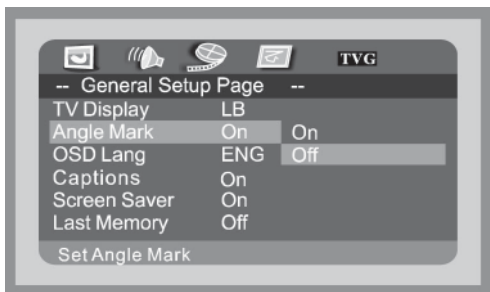 TVG
-- General Setup Page --
TV Display LB
Angle Mark On On
OSD Lang ENG Off
Captions On
Screen Saver On
Last Memory Off
Set Angle Mark